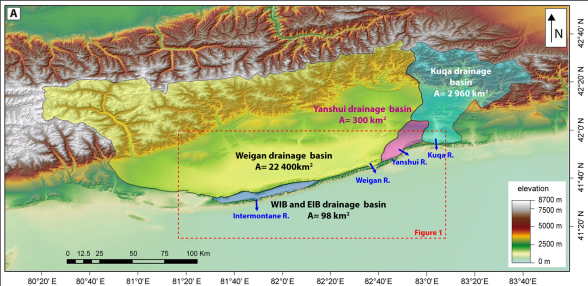 A
N
Kuqa drainage
basin
A= 2 960 km²
Yanshui drainage basin
A= 300 km²
Weigan drainage basin
A= 22 400km²
Kuqa R.
Yanshui R.
Weigan R.
WIB and EIB drainage basin
A= 98 km²
Intermontane R.
Figure 1
elevation
8700 m
7500 m
5000 m
2500 m
0 m
0 12.5 25 50 75 100 Km
42°40'
42°20'
42°0'
41°40'
41°20'
80°20' E 80°40' E 81°0' E 81°20' E 81°40' E 82°0' E 82°20' E 82°40' E 83°0' E 83°20' E 83°40' E